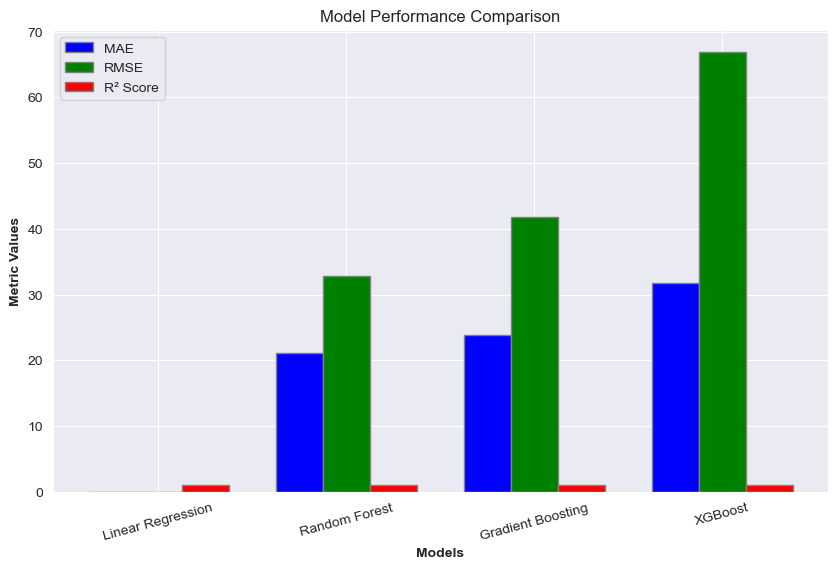 Model Performance Comparison
MAE
RMSE
R² Score
70
60
50
40
30
20
10
0
Metric Values
Linear Regression
Random Forest
Gradient Boosting
XGBoost
Models